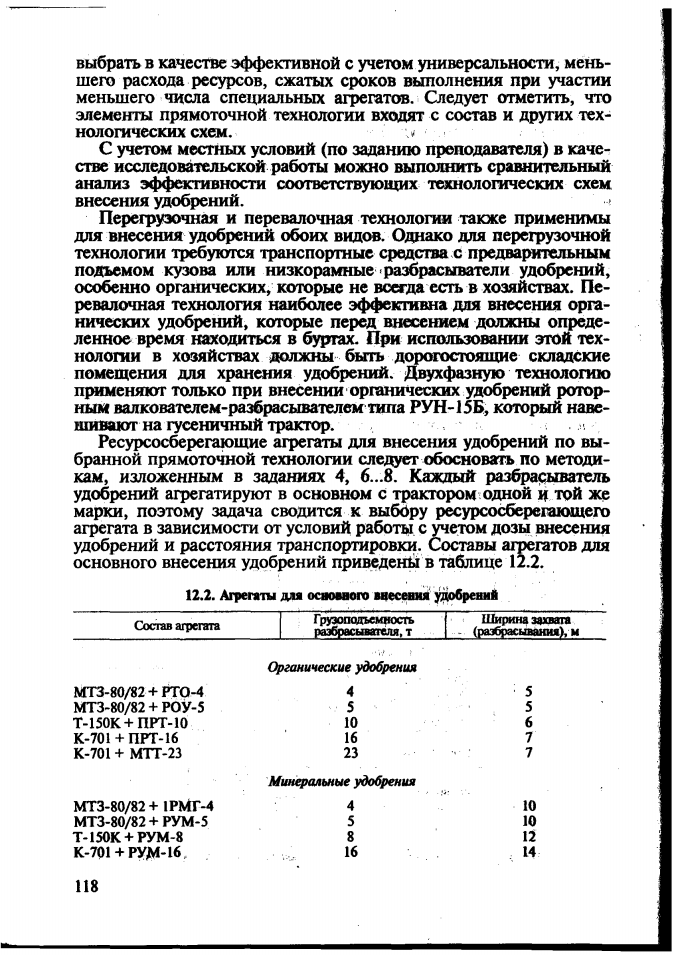 выбрать в качестве эффективной с учетом универсальности, мень-
шего расхода ресурсов, сжатых сроков выполнения при участии
меньшего числа специальных агрегатов. Следует отметить, что
элементы прямоточной технологии входят с состав и других тех-
нологических схем.
С учетом местных условий (по заданию преподавателя) в каче-
стве исследовательской работы можно выполнить сравнительный
анализ эффективности соответствующих технологических схем
внесения удобрений.
Перегрузочная и перевалочная технологии также применимы
для внесения удобрений обоих видов. Однако для перегрузочной
технологии требуются транспортные средства с предварительным
подъемом кузова или низкорамные разбрасыватели удобрений,
особенно органических, которые не всегда есть в хозяйствах. Пе-
ревалочная технология наиболее эффективна для внесения орга-
нических удобрений, которые перед внесением должны опреде-
ленное время находиться в буртах. При использовании этой тех-
нологии в хозяйствах должны быть дорогостоящие складские
помещения для хранения удобрений. Двухфазную технологию
применяют только при внесении органических удобрений ротор-
ным валкователем-разбрасывателем типа РУН-15Б, который наве-
шивают на гусеничный трактор.
Ресурсосберегающие агрегаты для внесения удобрений по вы-
бранной прямоточной технологии следует обосновать по методи-
кам, изложенным в заданиях 4, 6...8. Каждый разбрасыватель
удобрений агрегатируют в основном с трактором одной и той же
марки, поэтому задача сводится к выбору ресурсосберегающего
агрегата в зависимости от условий работы с учетом дозы внесения
удобрений и расстояния транспортировки. Составы агрегатов для
основного внесения удобрений приведены в таблице 12.2.
12.2. Агрегаты для основного внесения удобрений
Состав агрегата Грузоподъемность разбрасывателя, т Ширина захвата (разбрасывания), м
Органические удобрения
МТЗ-80/82 + РТО-4 4 5
МТЗ-80/82 + РОУ-5 5 5
Т-150К + ПРТ-10 10 6
К-701 + ПРТ-16 16 7
К-701 + МТТ-23 23 7
Минеральные удобрения
МТЗ-80/82 + 1РМГ-4 4 10
МТЗ-80/82 + РУМ-5 5 10
Т-150К + РУМ-8 8 12
К-701 + РУМ-16 16 14
118